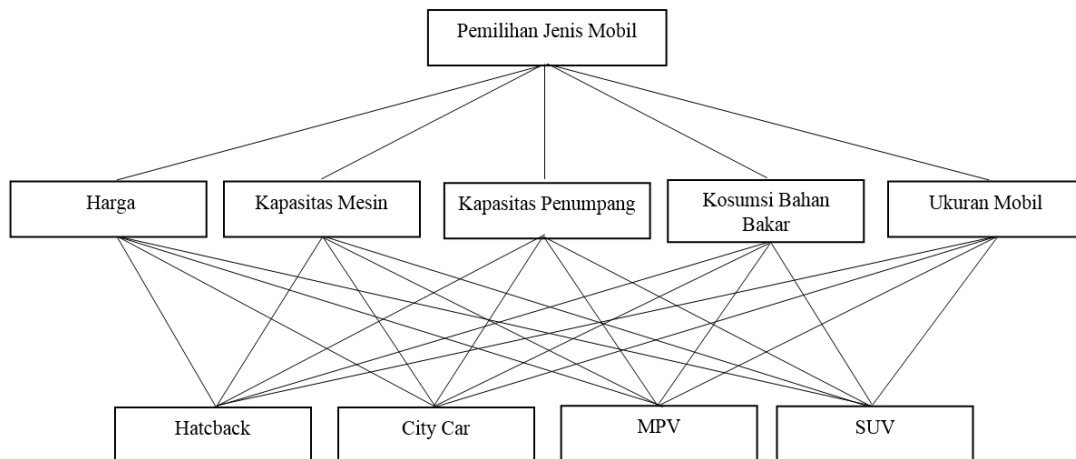 Pemilihan Jenis Mobil
Harga
Kapasitas Mesin
Kapasitas Penumpang
Kosumsi Bahan
Bakar
Ukuran Mobil
Hatcback
City Car
MPV
SUV